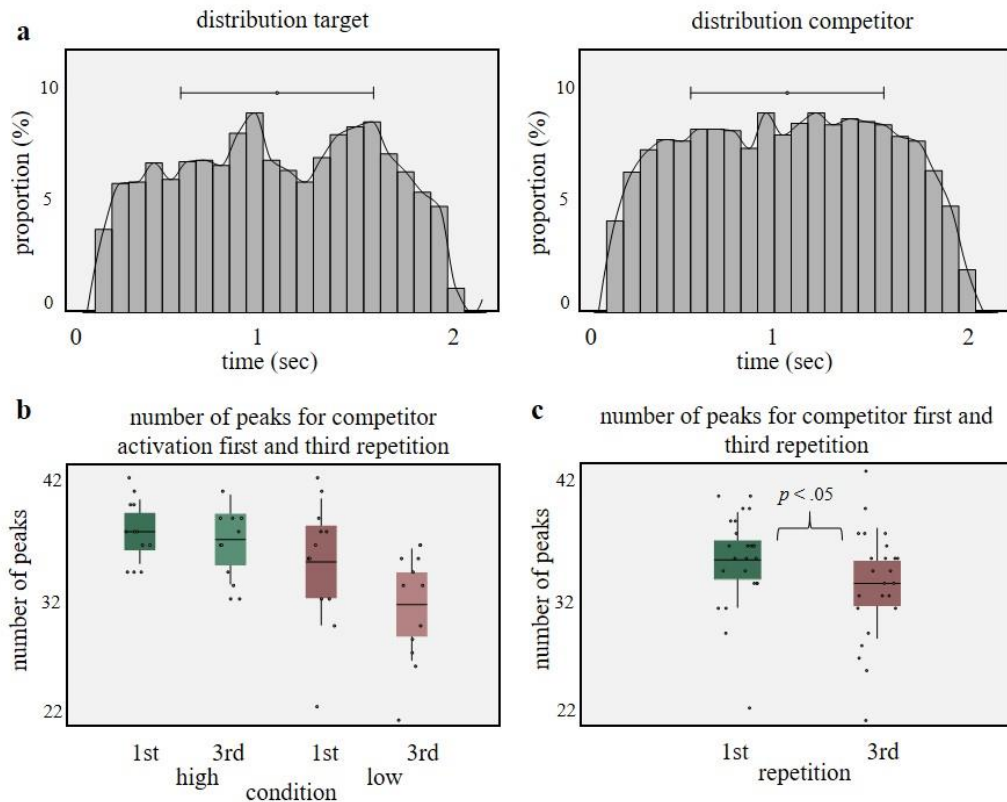 a
distribution target
distribution competitor
proportion (%)
10
5
0
0 1 2
time (sec)
proportion (%)
10
5
0
0 1 2
time (sec)
b
number of peaks for competitor
activation first and third repetition
number of peaks
42
32
22
1st 3rd 1st 3rd
high low
condition
c
number of peaks for competitor first and
third repetition
number of peaks
42
32
22
p < .05
1st 3rd
repetition